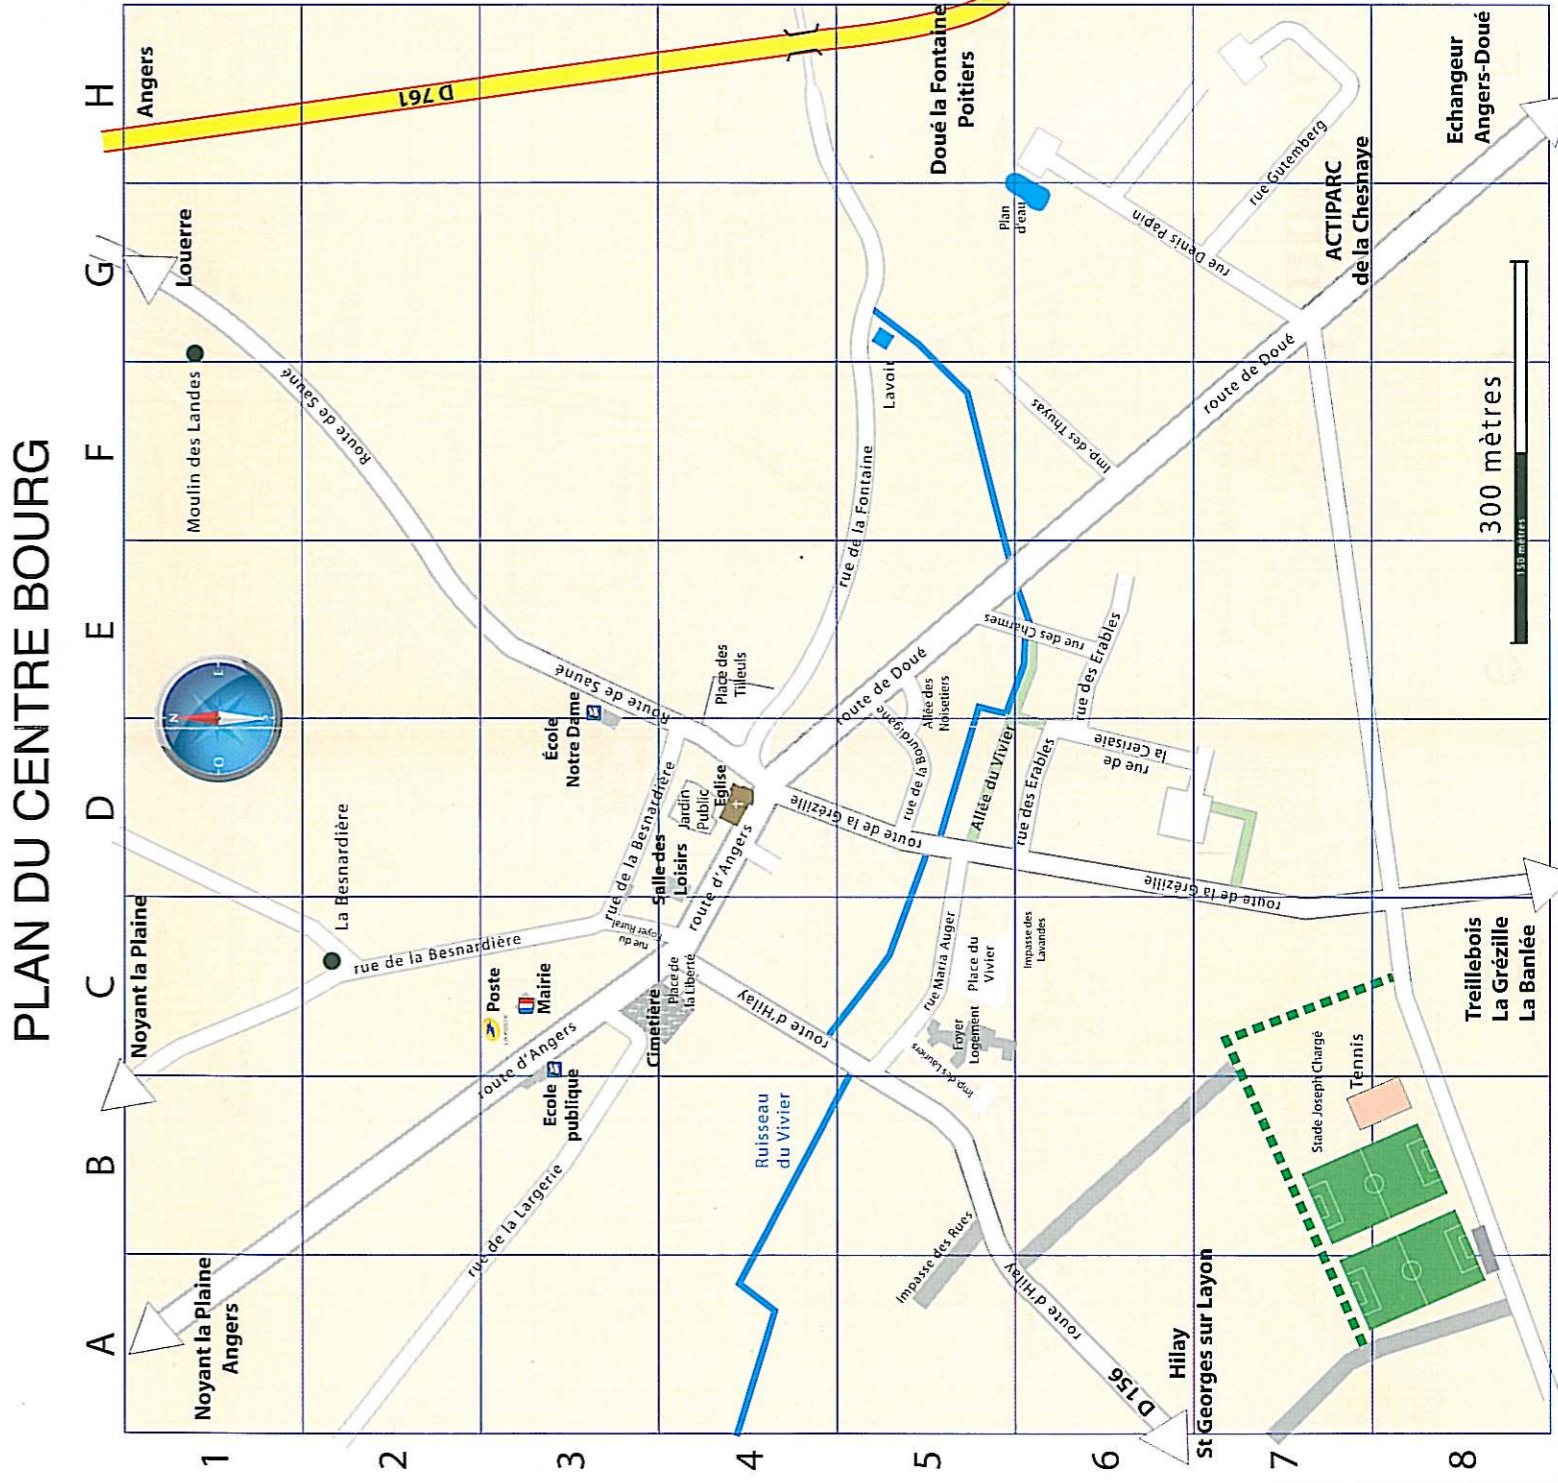 PLAN DU CENTRE BOURG
A
B
C
D
E
F
G
H
1
2
3
4
5
6
7
8
Noyant la Plaine
Angers
Noyant la Plaine
Louerre
Angers
N
E
S
O
Moulin des Landes
La Besnardière
D 761
Route de Sauné
Route de Sauné
rue de la Besnardière
rue de la Besnardière
rue du
Foyer Rural
Poste
Mairie
École
Notre Dame
Ecole
publique
route d'Angers
route d'Angers
rue de la Largerie
Cimetière
Place de
la Liberté
Salle des
Loisirs
Jardin
Public
Eglise
Place des
Tilleuls
rue de la Fontaine
Lavoir
Doué la Fontaine
Poitiers
Plan
d'eau
Ruisseau
du Vivier
route d'Hilay
route d'Hilay
Impasse des Rues
Imp des Lauriers
Foyer
Logement
rue Maria Auger
Place du
Vivier
Impasse des
Lavandes
route de la Grézille
route de la Grézille
rue de la Bourdigane
Allée des
Noisetiers
Allée du Vivier
route de Doué
route de Doué
rue des Charmes
rue des Erables
rue des Erables
rue de
la Cerisaie
Imp. des Thuyas
rue Denis Papin
rue Gutemberg
ACTIPARC
de la Chesnaye
Echangeur
Angers-Doué
D 156
Hilay
St Georges sur Layon
Stade Joseph Chargé
Tennis
Treillebois
La Grézille
La Banlée
300 mètres
150 mètres